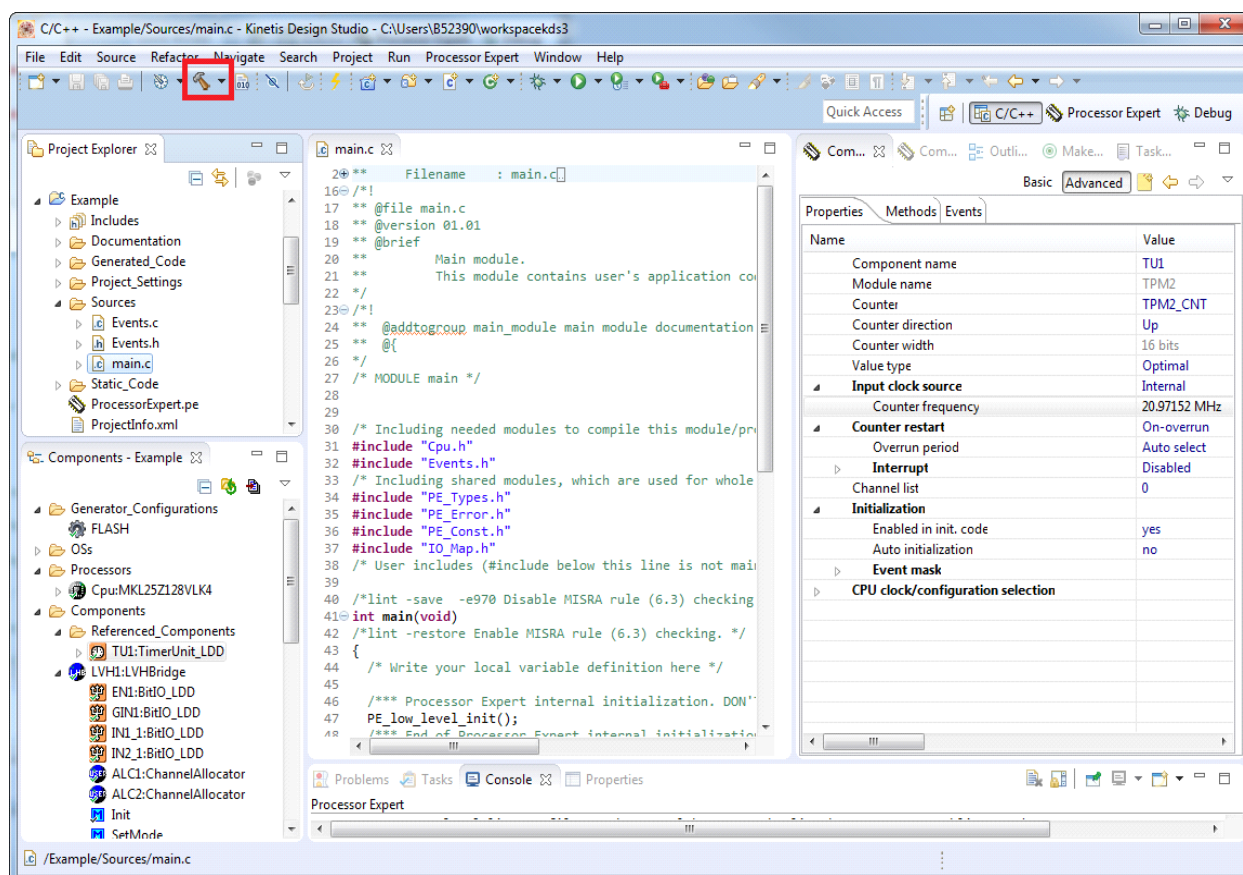 C/C++ - Example/Sources/main.c - Kinetis Design Studio - C:\Users\B52390\workspacekds3
File Edit Source Refactor Navigate Search Project Run Processor Expert Window Help
010
Quick Access C/C++ Processor Expert Debug
Project Explorer
Example
Includes
Documentation
Generated_Code
Project_Settings
Sources
Events.c
Events.h
main.c
Static_Code
ProcessorExpert.pe
ProjectInfo.xml
Components - Example
Generator_Configurations
FLASH
OSs
Processors
Cpu:MKL25Z128VLK4
Components
Referenced_Components
TU1:TimerUnit_LDD
LVH1:LVHBridge
EN1:BitIO_LDD
GIN1:BitIO_LDD
IN1_1:BitIO_LDD
IN2_1:BitIO_LDD
ALC1:ChannelAllocator
ALC2:ChannelAllocator
Init
SetMode
main.c
2 ** Filename : main.c
16 /*!
17 ** @file main.c
18 ** @version 01.01
19 ** @brief
20 ** Main module.
21 ** This module contains user's application co
22 */
23 /*!
24 ** @addtogroup main_module main module documentation
25 ** @{
26 */
27 /* MODULE main */
28
29
30 /* Including needed modules to compile this module/pr
31 #include "Cpu.h"
32 #include "Events.h"
33 /* Including shared modules, which are used for whole
34 #include "PE_Types.h"
35 #include "PE_Error.h"
36 #include "PE_Const.h"
37 #include "IO_Map.h"
38 /* User includes (#include below this line is not mai
39
40 /*lint -save -e970 Disable MISRA rule (6.3) checking
41 int main(void)
42 /*lint -restore Enable MISRA rule (6.3) checking. */
43 {
44 /* Write your local variable definition here */
45
46 /*** Processor Expert internal initialization. DON'
47 PE_low_level_init();
48 /*** End of Processor Expert internal initializatio
Com... Com... Outli... Make... Task...
Basic Advanced
Properties Methods Events
Name Value
Component name TU1
Module name TPM2
Counter TPM2_CNT
Counter direction Up
Counter width 16 bits
Value type Optimal
Input clock source Internal
Counter frequency 20.97152 MHz
Counter restart On-overrun
Overrun period Auto select
Interrupt Disabled
Channel list 0
Initialization
Enabled in init. code yes
Auto initialization no
Event mask
CPU clock/configuration selection
Problems Tasks Console Properties
Processor Expert
/Example/Sources/main.c